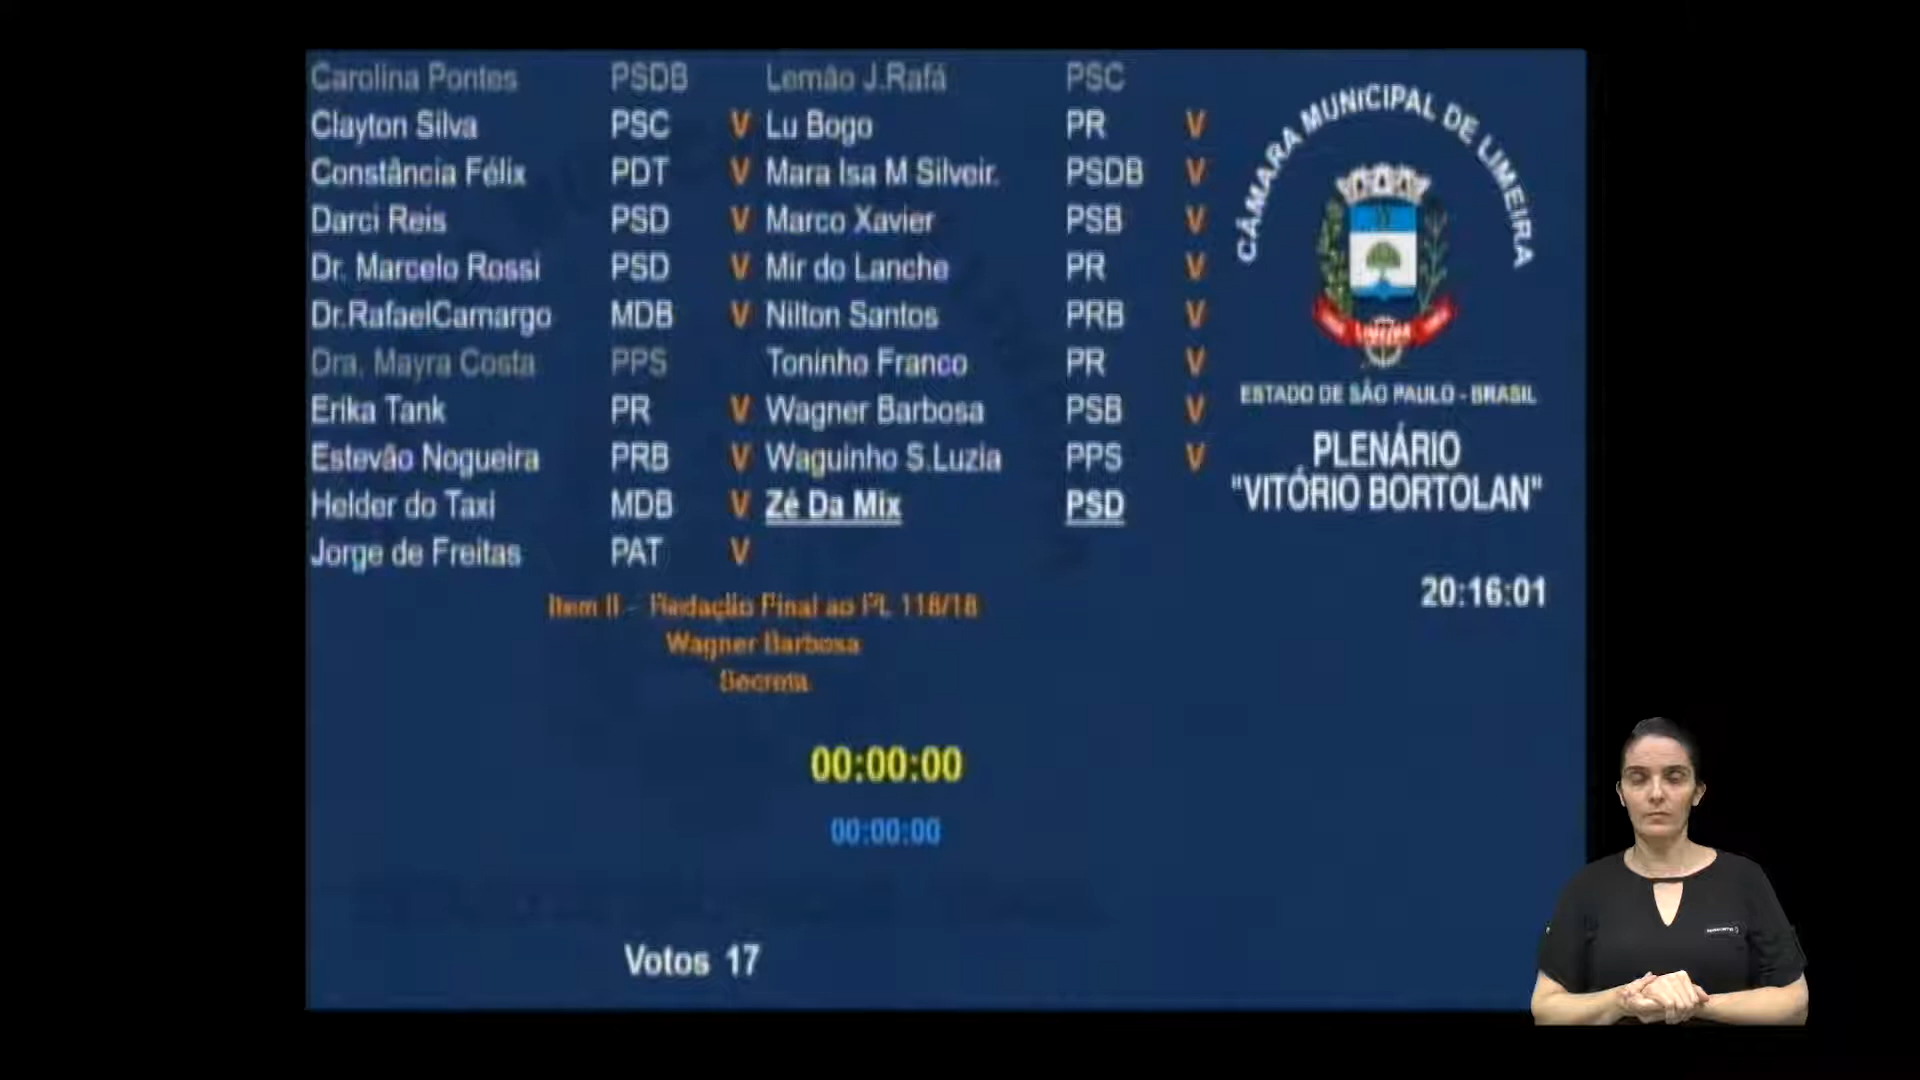 Carolina Pontes PSDB Lemão J.Rafá PSC
Clayton Silva PSC V Lu Bogo PR V
Constância Félix PDT V Mara Isa M Silveir. PSDB V
Darci Reis PSD V Marco Xavier PSB V
Dr. Marcelo Rossi PSD V Mir do Lanche PR V
Dr.RafaelCamargo MDB V Nilton Santos PRB V
Dra. Mayra Costa PPS Toninho Franco PR V
Erika Tank PR V Wagner Barbosa PSB V
Estevão Nogueira PRB V Waguinho S.Luzia PPS V
Helder do Taxi MDB V Zé Da Mix PSD
Jorge de Freitas PAT V
Item II - Redação Final ao PL 118/18
Wagner Barbosa
Secreta
00:00:00
00:00:00
Votos 17
CÂMARA MUNICIPAL DE LIMEIRA
LIMEIRA
ESTADO DE SÃO PAULO - BRASIL
PLENÁRIO
"VITÓRIO BORTOLAN"
20:16:01